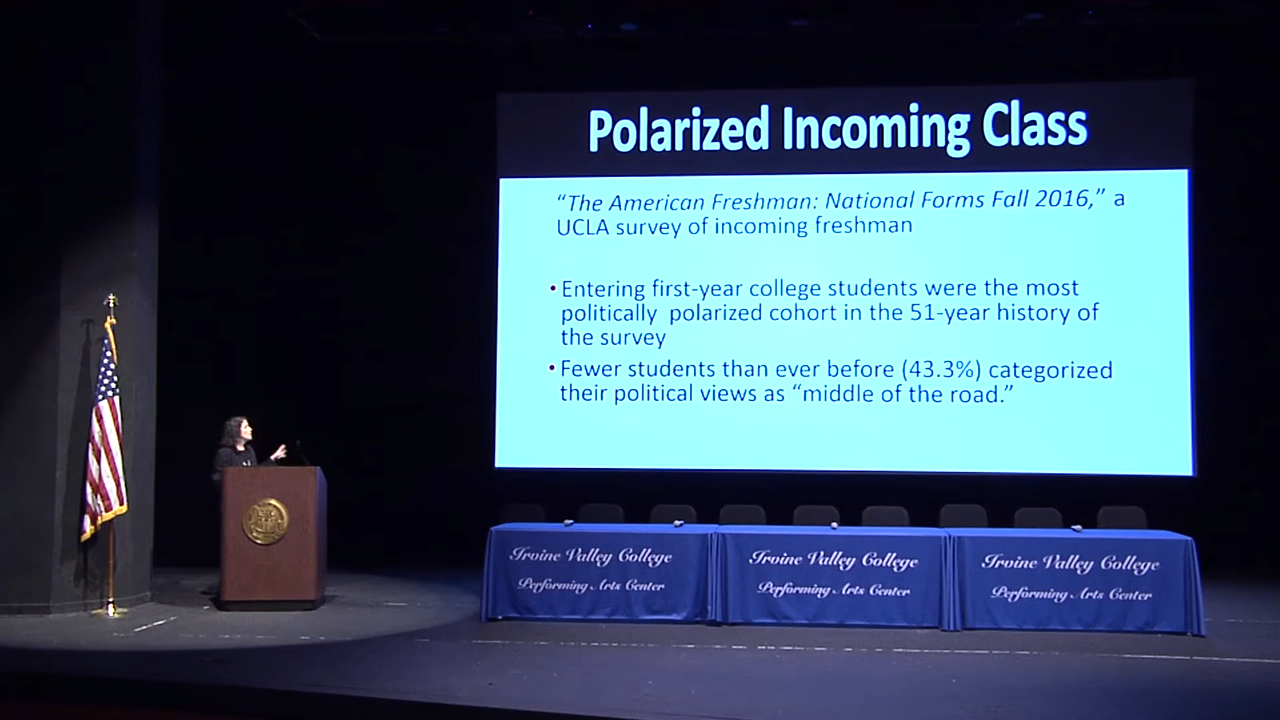 Polarized Incoming Class
“The American Freshman: National Forms Fall 2016,” a
UCLA survey of incoming freshman
• Entering first-year college students were the most
politically polarized cohort in the 51-year history of
the survey
• Fewer students than ever before (43.3%) categorized
their political views as “middle of the road.”
Irvine Valley College
Performing Arts Center
Irvine Valley College
Performing Arts Center
Irvine Valley College
Performing Arts Center